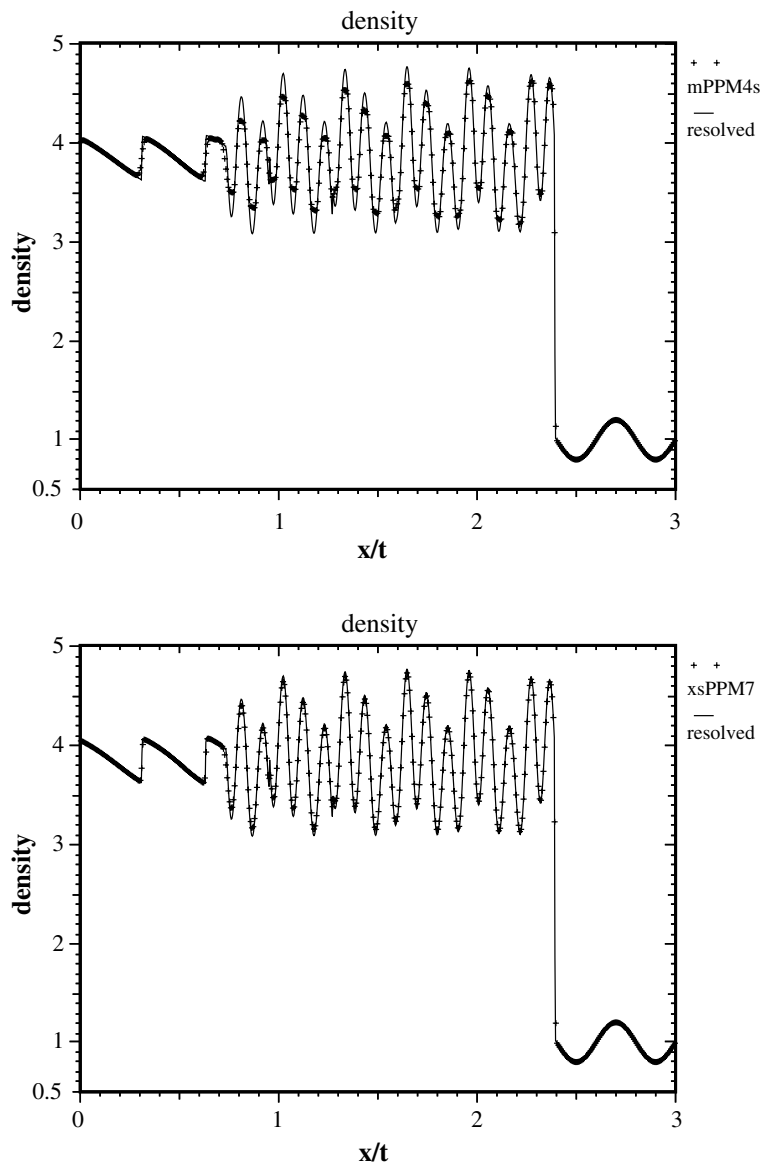 density
5
4
3
2
1
0.5
density
0
1
2
3
x/t
+ +
mPPM4s
—
resolved
density
5
4
3
2
1
0.5
density
0
1
2
3
x/t
+ +
xsPPM7
—
resolved